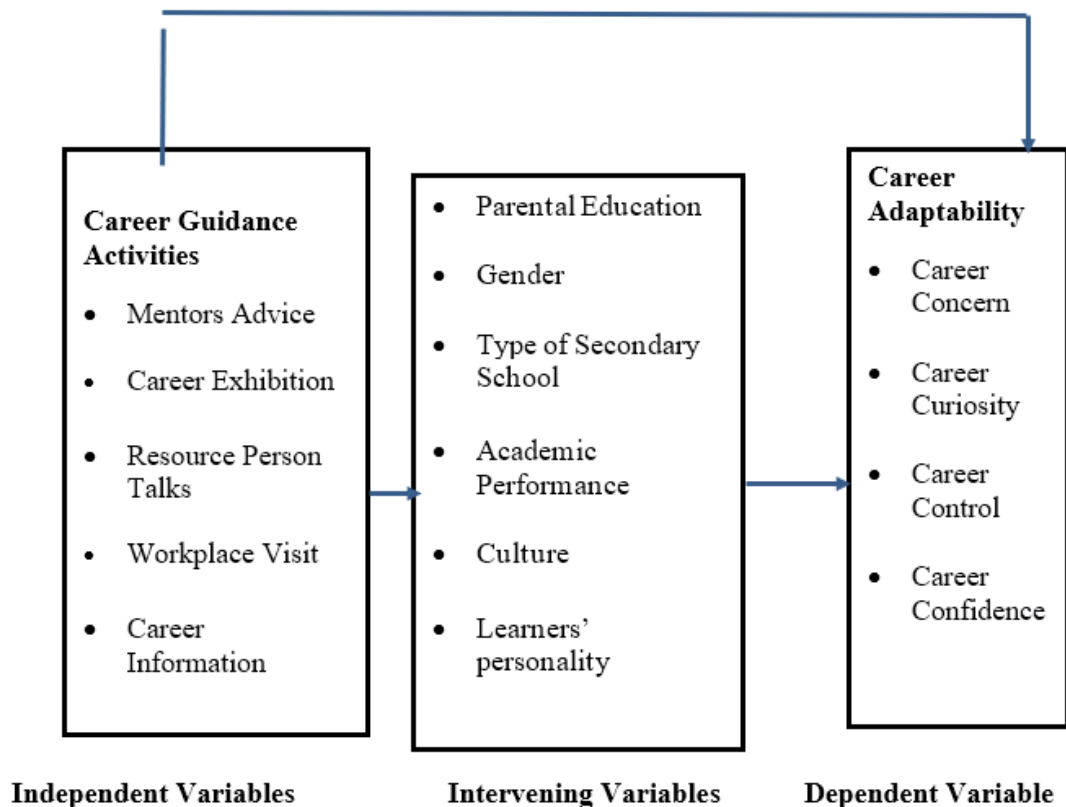 Career Guidance
Activities
• Mentors Advice
• Career Exhibition
• Resource Person
Talks
• Workplace Visit
• Career
Information
• Parental Education
• Gender
• Type of Secondary
School
• Academic
Performance
• Culture
• Learners’
personality
Career
Adaptability
• Career
Concern
• Career
Curiosity
• Career
Control
• Career
Confidence
Independent Variables
Intervening Variables
Dependent Variable